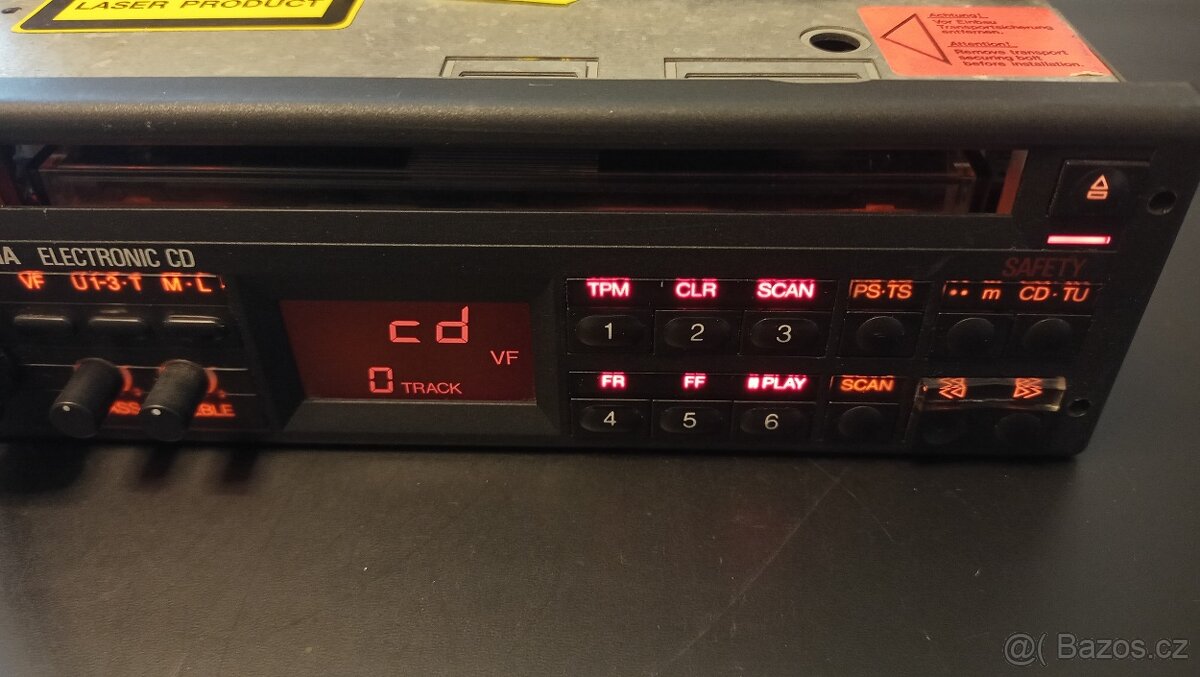 LASER PRODUCT
Achtung!
Vor Einbau
Transportsicherung
entfernen.
Attention!
Remove transport
securing bolt
before installation.
ELECTRONIC CD
SAFETY
VF U1-3·T M·L
TPM CLR SCAN PS·TS •• m CD·TU
1 2 3
cd
VF
0 TRACK
FR FF PLAY SCAN
4 5 6
@( Bazos.cz